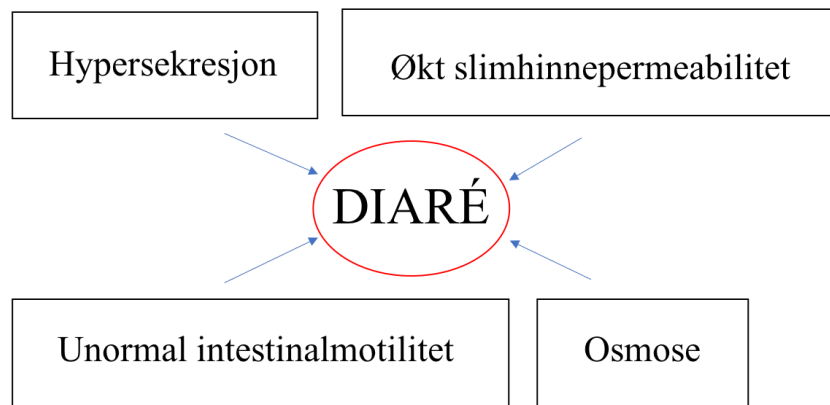 Hypersekresjon
Økt slimhinnepermeabilitet
DIARÉ
Unormal intestinalmotilitet
Osmose